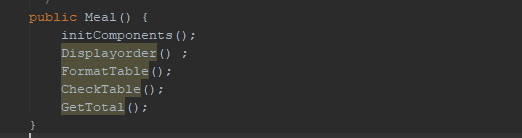 public Meal() {
initComponents();
Displayorder() ;
FormatTable();
CheckTable();
GetTotal();
}